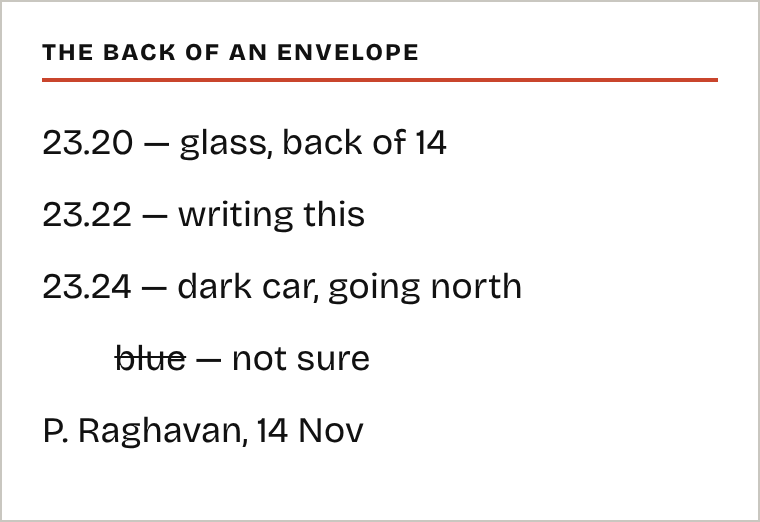 THE BACK OF AN ENVELOPE
23.20 — glass, back of 14
23.22 — writing this
23.24 — dark car, going north
blue — not sure
P. Raghavan, 14 Nov